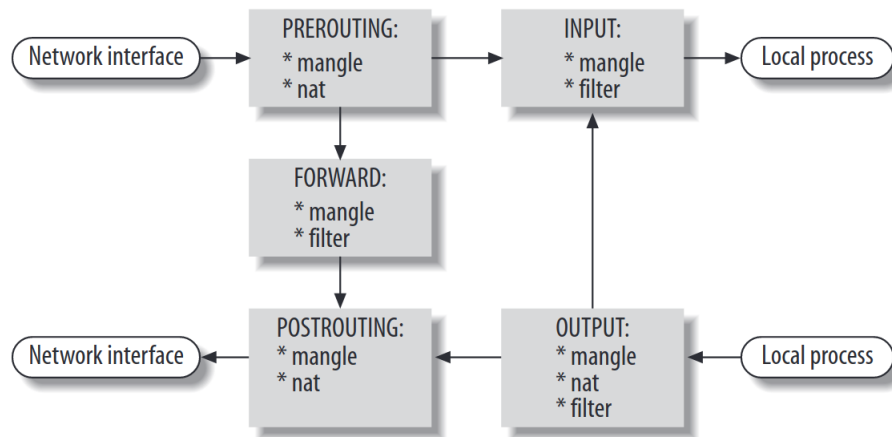 Network interface
PREROUTING:
* mangle
* nat
INPUT:
* mangle
* filter
Local process
FORWARD:
* mangle
* filter
Network interface
POSTROUTING:
* mangle
* nat
OUTPUT:
* mangle
* nat
* filter
Local process